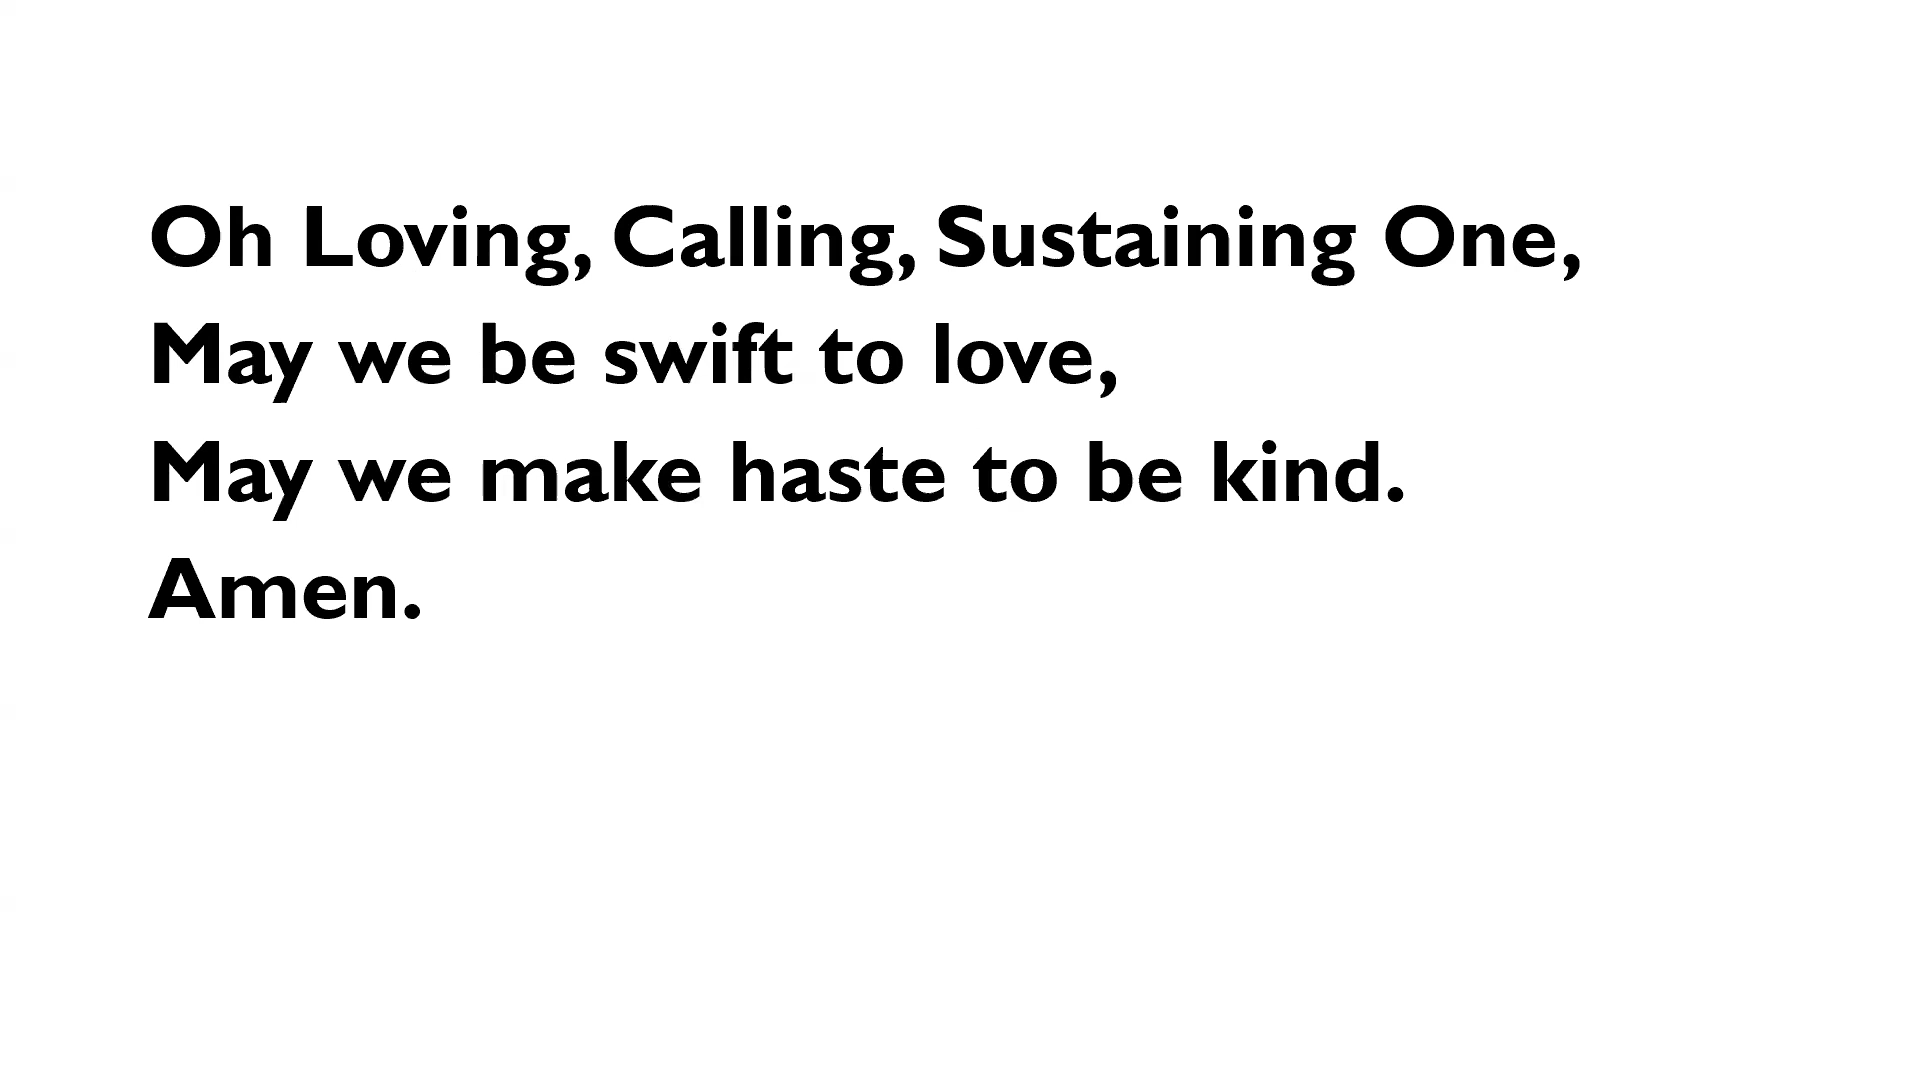 Oh Loving, Calling, Sustaining One,
May we be swift to love,
May we make haste to be kind.
Amen.